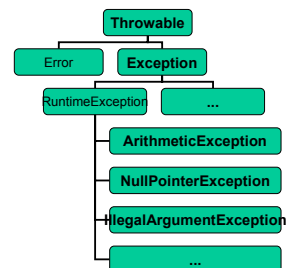 Throwable
Error
Exception
RuntimeException
...
ArithmeticException
NullPointerException
IllegalArgumentException
...